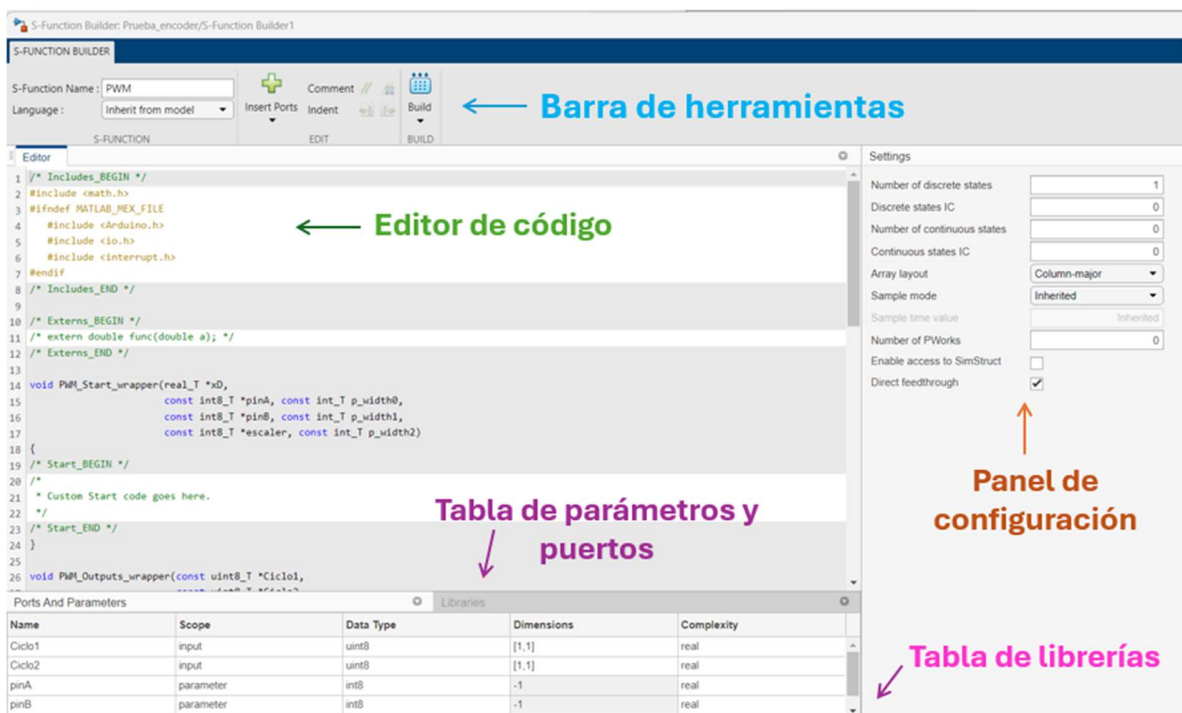 S-Function Builder: Prueba_encoder/S-Function Builder1
S-FUNCTION BUILDER
S-Function Name : PWM
Language : Inherit from model
S-FUNCTION
Insert Ports
Comment //
Indent
EDIT
Build
BUILD
Barra de herramientas
Editor
1 /* Includes_BEGIN */
2 #include <math.h>
3 #ifndef MATLAB_MEX_FILE
4 #include <Arduino.h>
5 #include <io.h>
6 #include <interrupt.h>
7 #endif
8 /* Includes_END */
9
10 /* Externs_BEGIN */
11 /* extern double func(double a); */
12 /* Externs_END */
13
14 void PWM_Start_wrapper(real_T *xD,
15 const int8_T *pinA, const int_T p_width0,
16 const int8_T *pinB, const int_T p_width1,
17 const int8_T *escaler, const int_T p_width2)
18 {
19 /* Start_BEGIN */
20 /*
21 * Custom Start code goes here.
22 */
23 /* Start_END */
24 }
25
26 void PWM_Outputs_wrapper(const uint8_T *Ciclo1,
Editor de código
Settings
Number of discrete states 1
Discrete states IC 0
Number of continuous states 0
Continuous states IC 0
Array layout Column-major
Sample mode Inherited
Sample time value Inherited
Number of PWorks 0
Enable access to SimStruct
Direct feedthrough
Panel de
configuración
Tabla de parámetros y
puertos
Ports And Parameters
Libraries
Name Scope Data Type Dimensions Complexity
Ciclo1 input uint8 [1,1] real
Ciclo2 input uint8 [1,1] real
pinA parameter int8 -1 real
pinB parameter int8 -1 real
Tabla de librerías